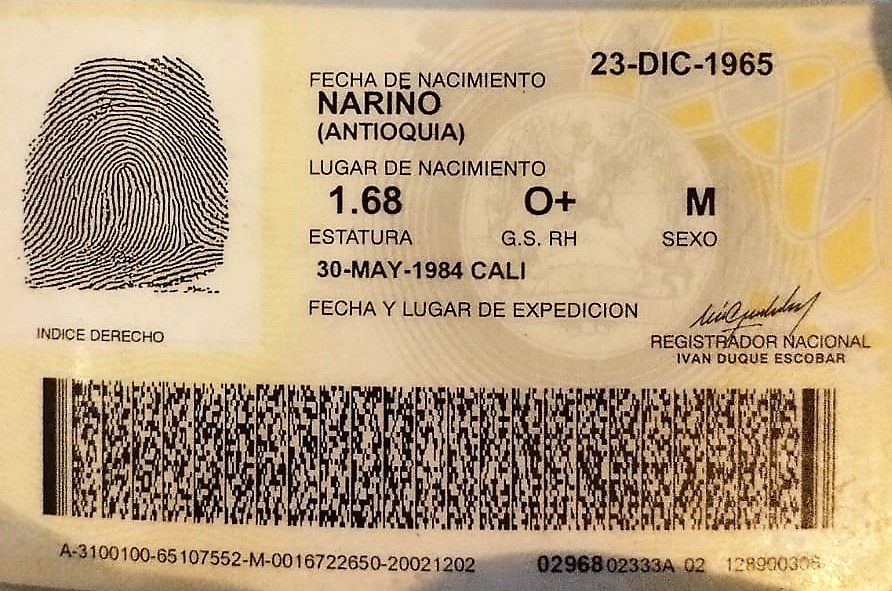 23-DIC-1965
FECHA DE NACIMIENTO
NARIÑO
(ANTIOQUIA)
LUGAR DE NACIMIENTO
1.68 O+ M
ESTATURA G.S. RH SEXO
30-MAY-1984 CALI
FECHA Y LUGAR DE EXPEDICION
INDICE DERECHO
REGISTRADOR NACIONAL
IVAN DUQUE ESCOBAR
A-3100100-65107552-M-0016722650-20021202 02968 02333A 02